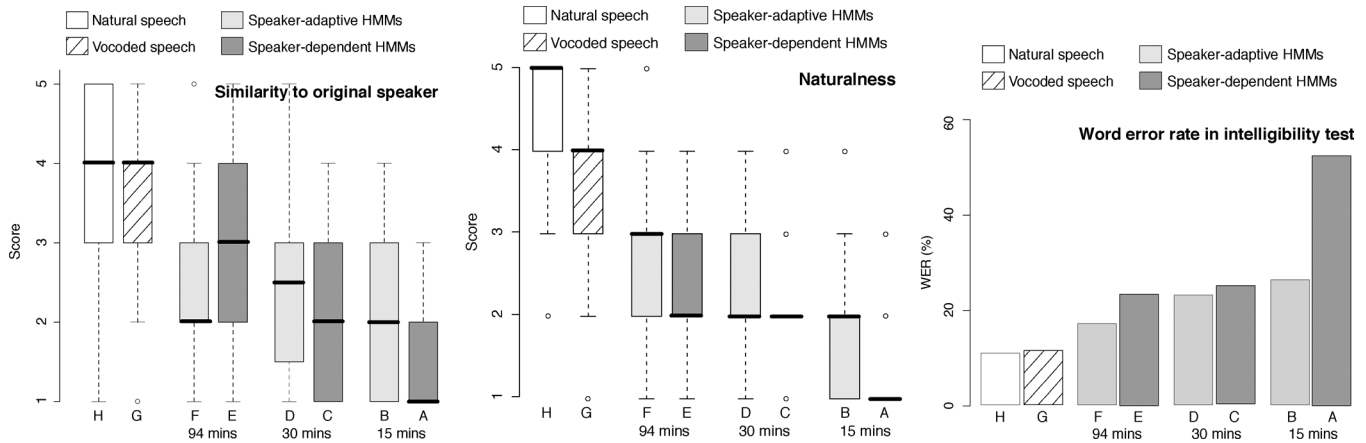 Natural speech
Speaker-adaptive HMMs
Vocoded speech
Speaker-dependent HMMs
Similarity to original speaker
Score
5
4
3
2
1
H G F E D C B A
94 mins 30 mins 15 mins
Natural speech
Speaker-adaptive HMMs
Vocoded speech
Speaker-dependent HMMs
Naturalness
Score
5
4
3
2
1
H G F E D C B A
94 mins 30 mins 15 mins
Natural speech
Speaker-adaptive HMMs
Vocoded speech
Speaker-dependent HMMs
Word error rate in intelligibility test
WER (%)
60
40
20
0
H G F E D C B A
94 mins 30 mins 15 mins